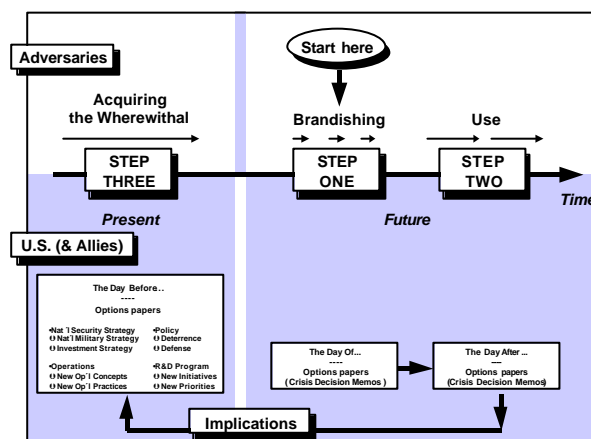 Start here
Adversaries
Acquiring
the Wherewithal
Brandishing
Use
STEP
THREE
STEP
ONE
STEP
TWO
Time
Present
Future
U.S. (& Allies)
The Day Before...
----
Options papers
•Nat´l Security Strategy
Nat´l Military Strategy
Investment Strategy
•Policy
Deterrence
Defense
•Operations
New Op´l Concepts
New Op´l Practices
•R&D Program
New Initiatives
New Priorities
The Day Of...
----
Options papers
(Crisis Decision Memos)
The Day After...
----
Options papers
(Crisis Decision Memos)
Implications